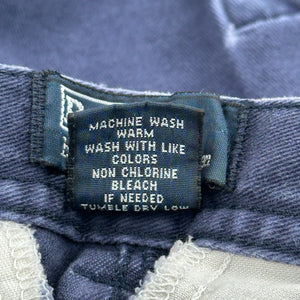 MACHINE WASH
WARM
WASH WITH LIKE
COLORS
NON CHLORINE
BLEACH
IF NEEDED
TUMBLE DRY LOW